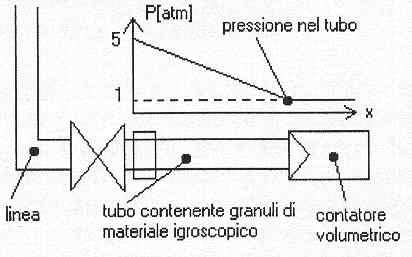 P[atm]
pressione nel tubo
5
1
x
linea
tubo contenente granuli di
materiale igroscopico
contatore
volumetrico